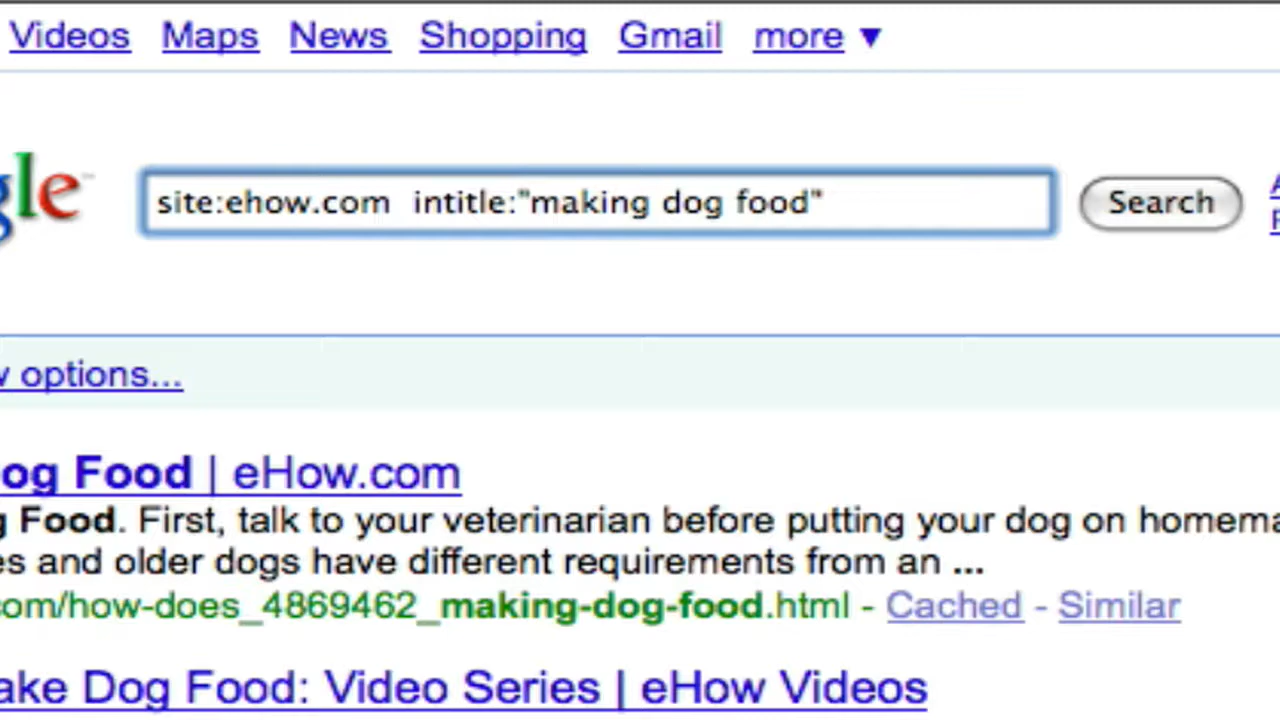 Videos Maps News Shopping Gmail more ▼
gle™
site:ehow.com  intitle:"making dog food"
Search
options...
og Food | eHow.com
g Food. First, talk to your veterinarian before putting your dog on homema
es and older dogs have different requirements from an ...
com/how-does_4869462_making-dog-food.html - Cached - Similar
ake Dog Food: Video Series | eHow Videos